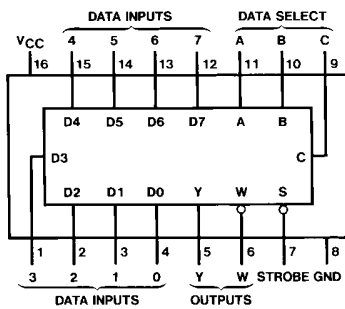 DATA INPUTS DATA SELECT
VCC 4 5 6 7 A B C
16 15 14 13 12 11 10 9
D4 D5 D6 D7 A B
D3 C
D2 D1 D0 Y W S
1 2 3 4 5 6 7 8
3 2 1 0 Y W STROBE GND
DATA INPUTS OUTPUTS